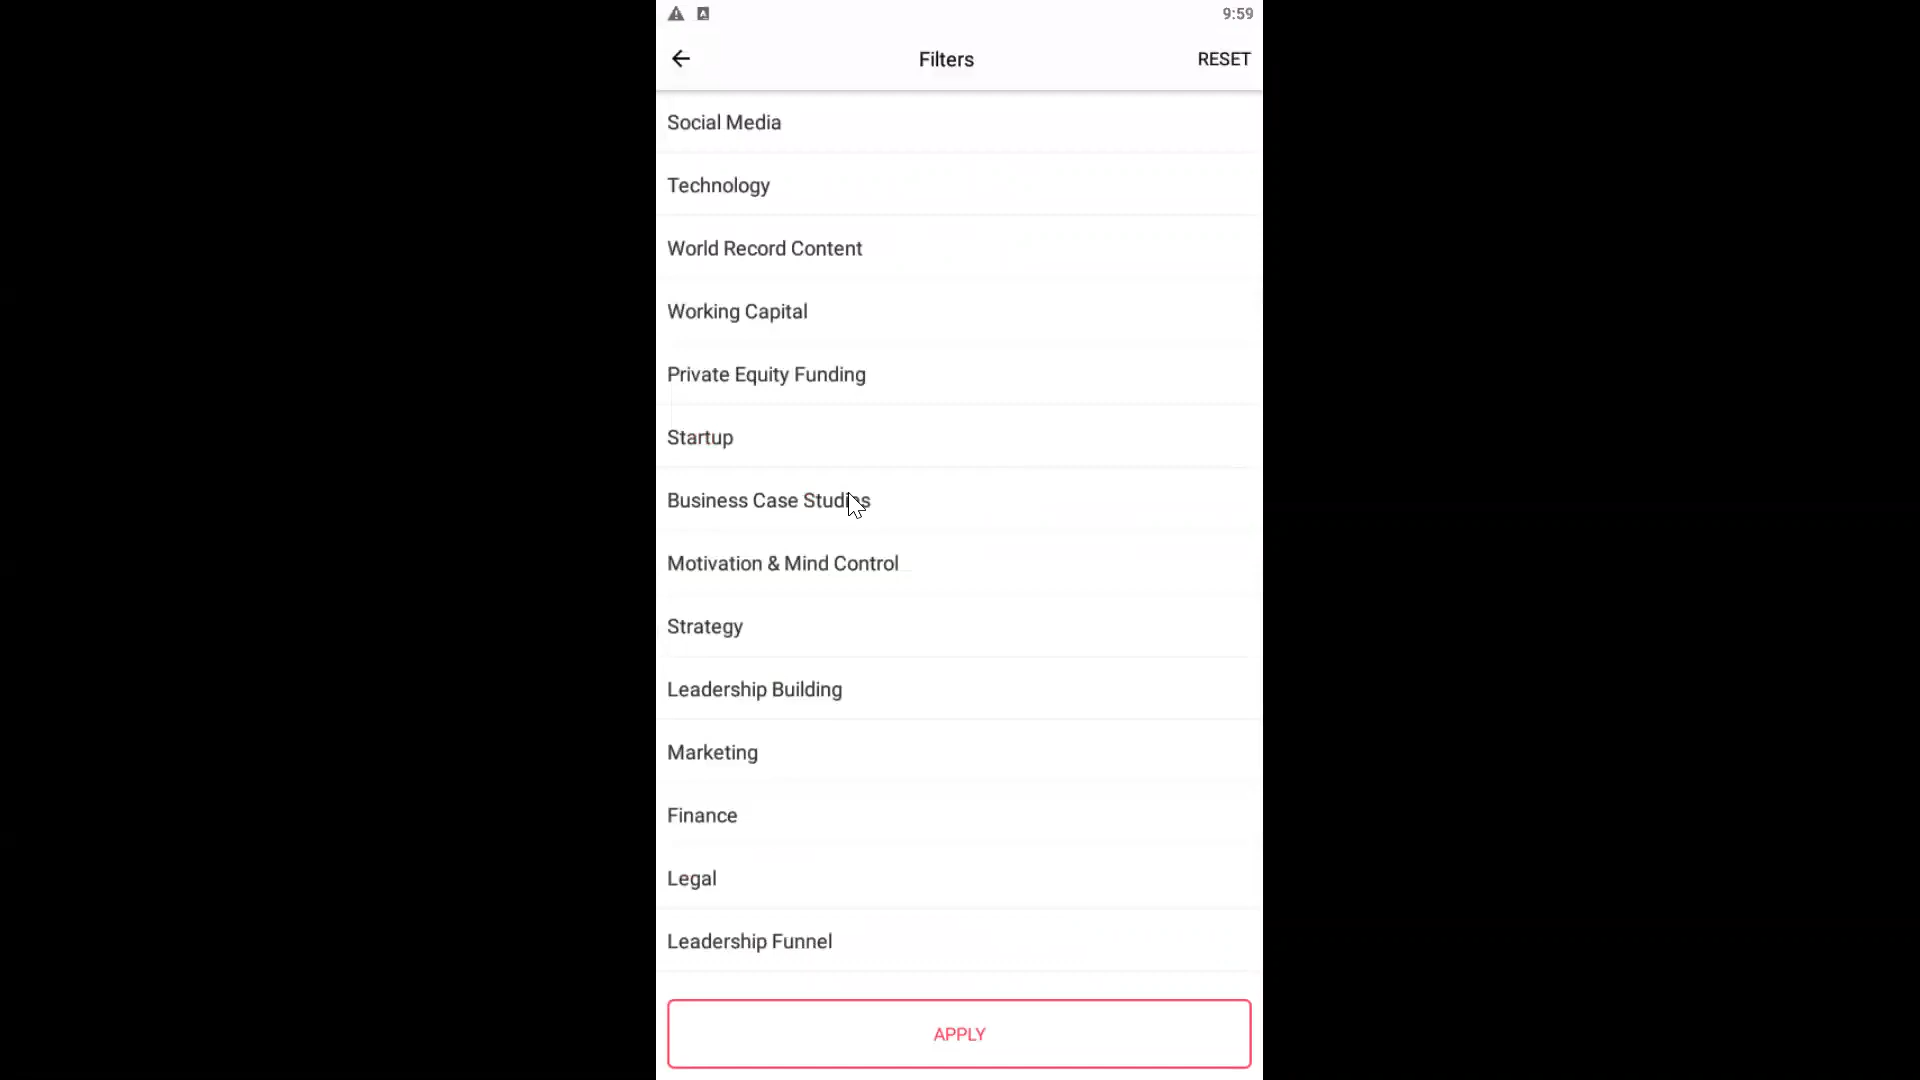 9:59
Filters
RESET
Social Media
Technology
World Record Content
Working Capital
Private Equity Funding
Startup
Business Case Studies
Motivation & Mind Control
Strategy
Leadership Building
Marketing
Finance
Legal
Leadership Funnel
APPLY